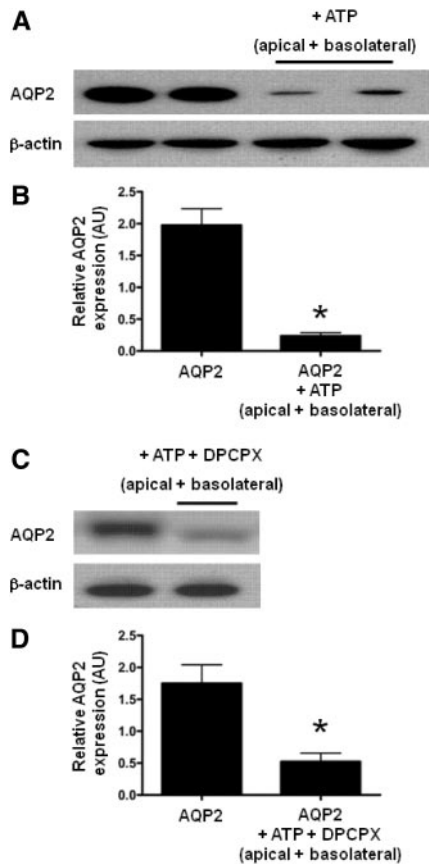 A
+ ATP
(apical + basolateral)
AQP2
β-actin
B
Relative AQP2
expression (AU)
2.5
2.0
1.5
1.0
0.5
0.0
*
AQP2
AQP2
+ ATP
(apical + basolateral)
C
+ ATP + DPCPX
(apical + basolateral)
AQP2
β-actin
D
Relative AQP2
expression (AU)
2.5
2.0
1.5
1.0
0.5
0.0
*
AQP2
AQP2
+ ATP + DPCPX
(apical + basolateral)